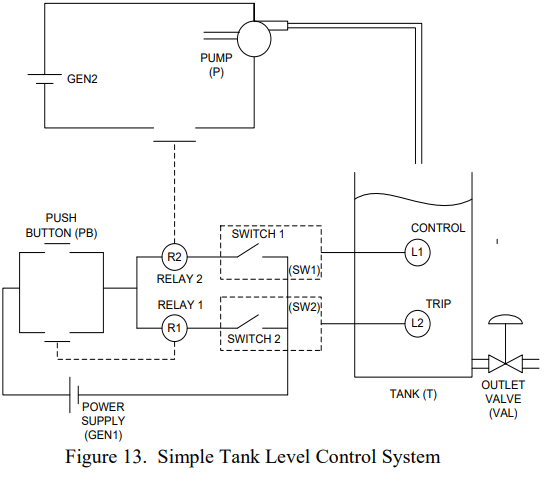 GEN2
PUMP
(P)
PUSH
BUTTON (PB)
SWITCH 1
R2
(SW1)
RELAY 2
RELAY 1
(SW2)
R1
SWITCH 2
CONTROL
L1
TRIP
L2
TANK (T)
OUTLET
VALVE
(VAL)
POWER
SUPPLY
(GEN1)
Figure 13. Simple Tank Level Control System